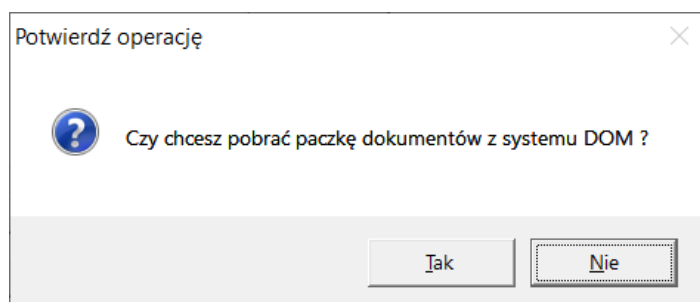 Potwierdź operację
Czy chcesz pobrać paczkę dokumentów z systemu DOM ?
Tak
Nie